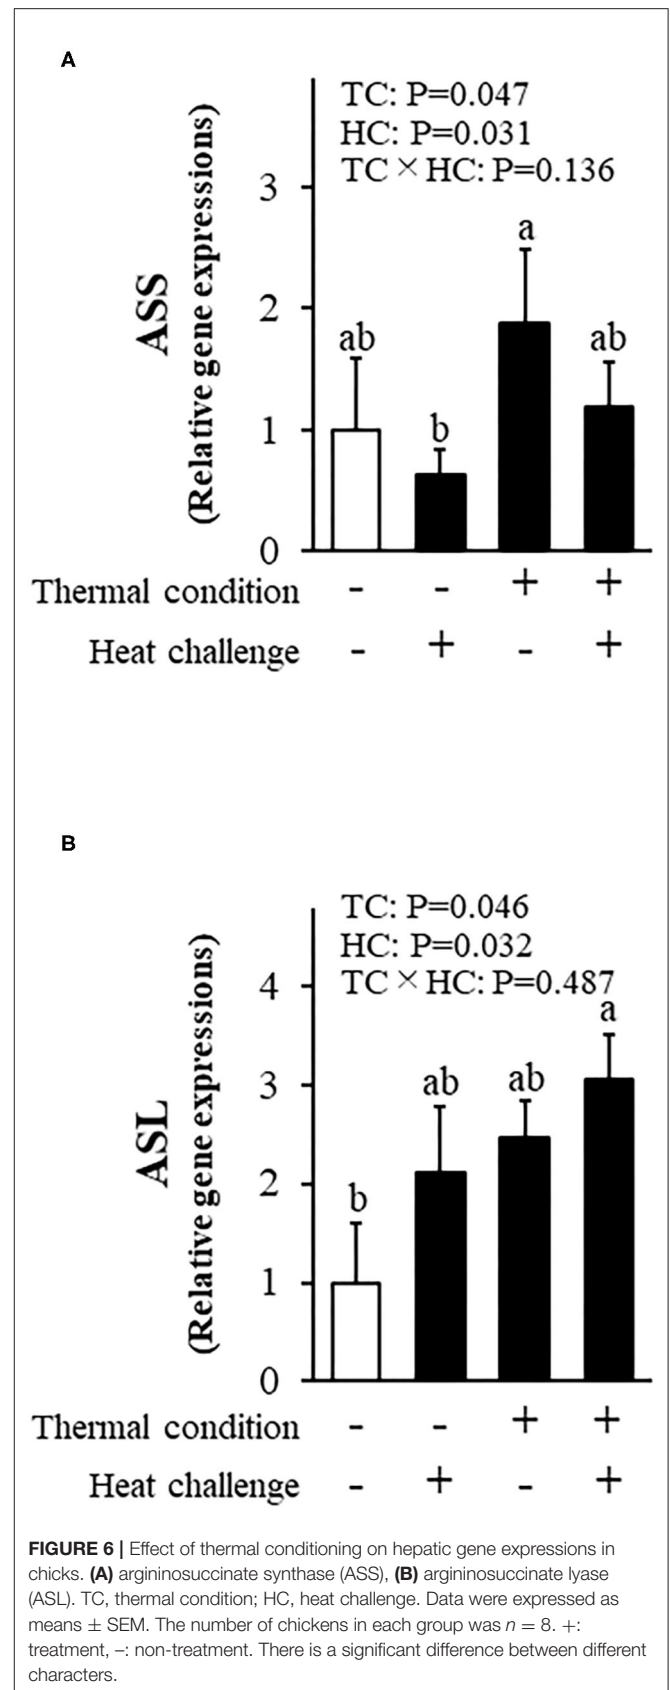 A
TC: P=0.047
HC: P=0.031
TC × HC: P=0.136
ASS
(Relative gene expressions)
3
2
1
0
ab
b
a
ab
Thermal condition - - + +
Heat challenge - + - +
B
TC: P=0.046
HC: P=0.032
TC × HC: P=0.487
ASL
(Relative gene expressions)
4
3
2
1
0
b
ab
ab
a
Thermal condition - - + +
Heat challenge - + - +
FIGURE 6 | Effect of thermal conditioning on hepatic gene expressions in
chicks. (A) argininosuccinate synthase (ASS), (B) argininosuccinate lyase
(ASL). TC, thermal condition; HC, heat challenge. Data were expressed as
means ± SEM. The number of chickens in each group was n = 8. +:
treatment, –: non-treatment. There is a significant difference between different
characters.